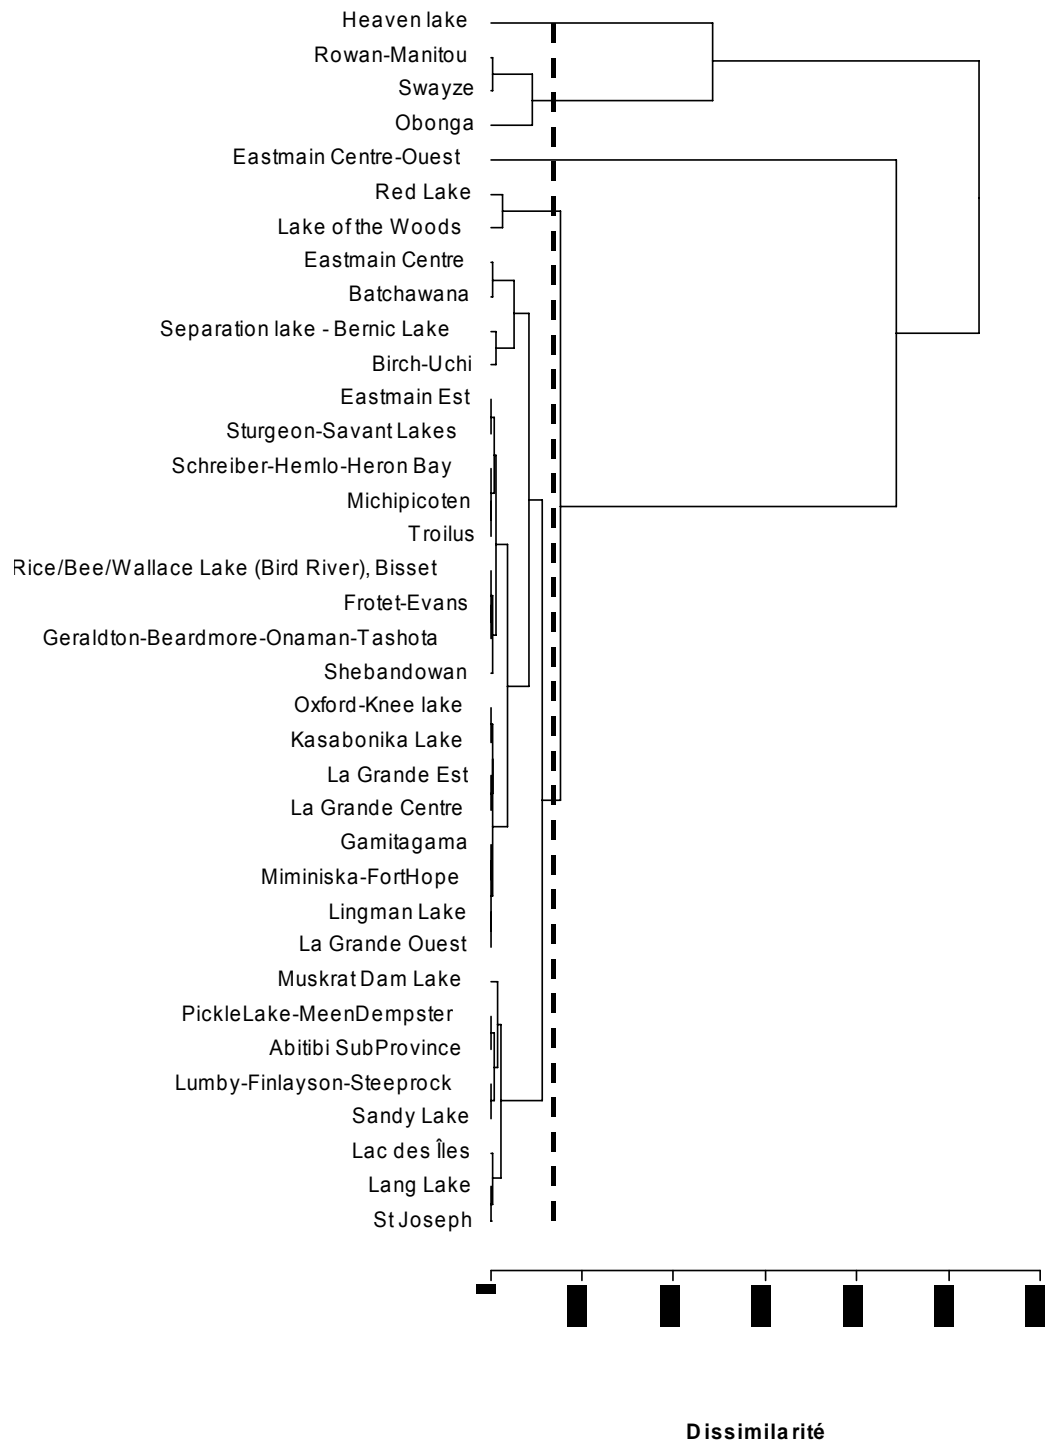 Heaven lake
Rowan-Manitou
Swayze
Obonga
Eastmain Centre-Ouest
Red Lake
Lake of the Woods
Eastmain Centre
Batchawana
Separation lake - Bernic Lake
Birch-Uchi
Eastmain Est
Sturgeon-Savant Lakes
Schreiber-Hemlo-Heron Bay
Michipicoten
Troilus
Rice/Bee/Wallace Lake (Bird River), Bisset
Frotet-Evans
Geraldton-Beardmore-Onaman-Tashota
Shebandowan
Oxford-Knee lake
Kasabonika Lake
La Grande Est
La Grande Centre
Gamitagama
Miminiska-FortHope
Lingman Lake
La Grande Ouest
Muskrat Dam Lake
PickleLake-MeenDempster
Abitibi SubProvince
Lumby-Finlayson-Steeprock
Sandy Lake
Lac des Îles
Lang Lake
St Joseph
Dissimilarité